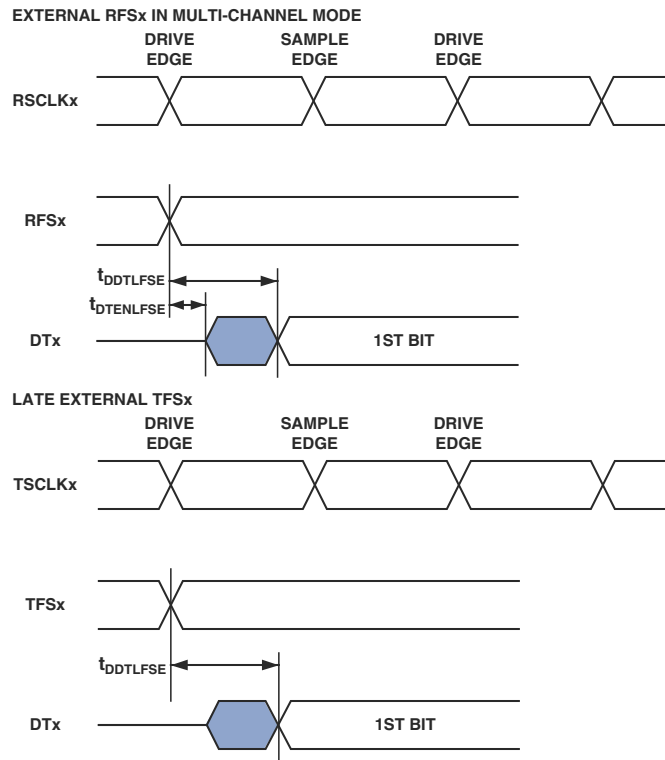 EXTERNAL RFSx IN MULTI-CHANNEL MODE
DRIVE EDGE
SAMPLE EDGE
DRIVE EDGE
RSCLKx
RFSx
tDDTLFSE
tDTENLFSE
DTx
1ST BIT
LATE EXTERNAL TFSx
DRIVE EDGE
SAMPLE EDGE
DRIVE EDGE
TSCLKx
TFSx
tDDTLFSE
DTx
1ST BIT